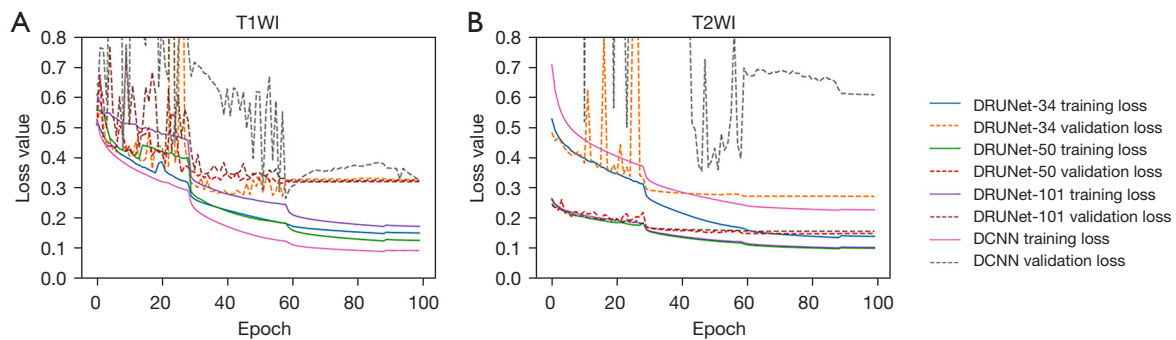 A
T1WI
Loss value
0.8
0.7
0.6
0.5
0.4
0.3
0.2
0.1
0.0
0 20 40 60 80 100
Epoch
B
T2WI
Loss value
0.8
0.7
0.6
0.5
0.4
0.3
0.2
0.1
0.0
0 20 40 60 80 100
Epoch
DRUNet-34 training loss
DRUNet-34 validation loss
DRUNet-50 training loss
DRUNet-50 validation loss
DRUNet-101 training loss
DRUNet-101 validation loss
DCNN training loss
DCNN validation loss